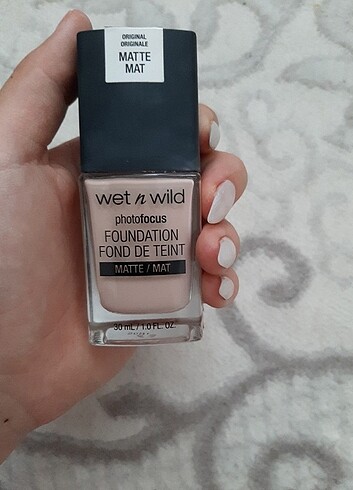 ORIGINAL
ORIGINALE
MATTE
MAT
wet n wild
photofocus
FOUNDATION
FOND DE TEINT
MATTE / MAT
30 mL / 1.0 FL. OZ.